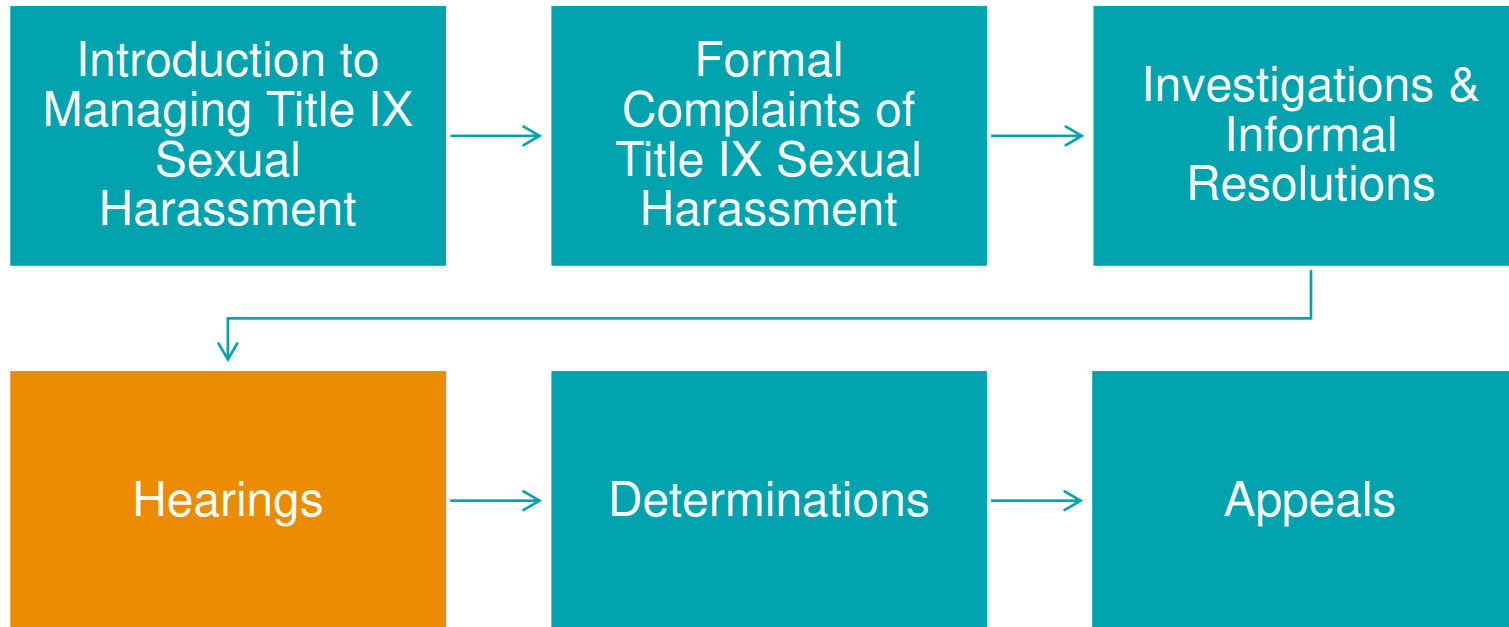 Introduction to
Managing Title IX
Sexual
Harassment
Formal
Complaints of
Title IX Sexual
Harassment
Investigations &
Informal
Resolutions
Hearings
Determinations
Appeals